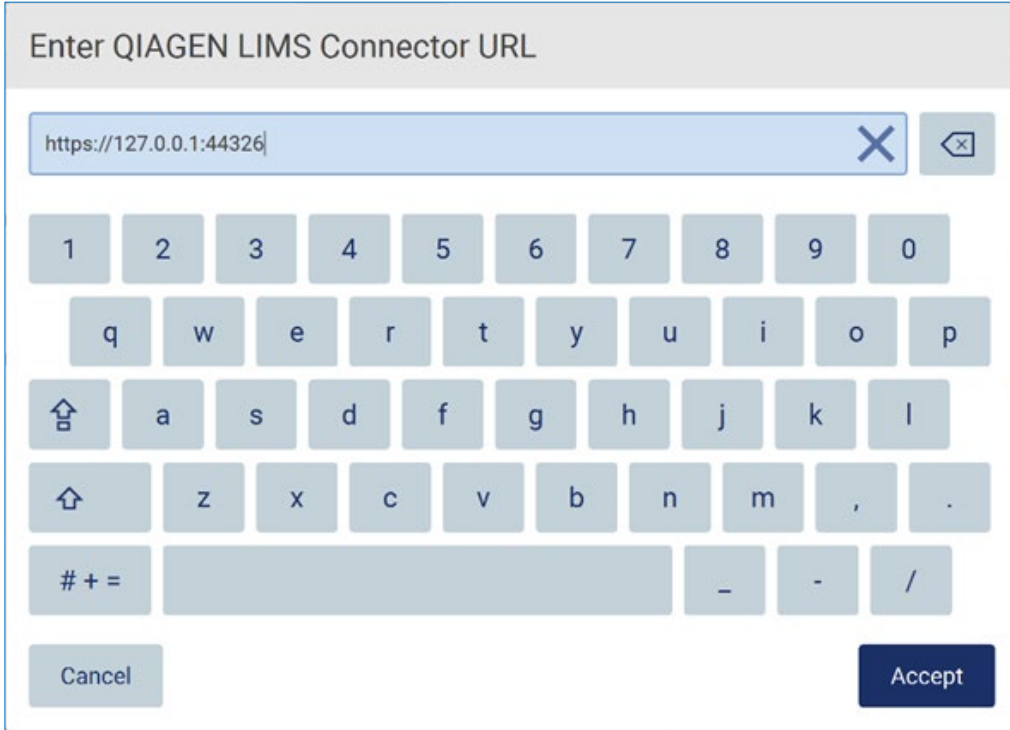 Enter QIAGEN LIMS Connector URL
https://127.0.0.1:44326
1 2 3 4 5 6 7 8 9 0
q w e r t y u i o p
a s d f g h j k l
z x c v b n m , .
# + = _ - /
Cancel Accept